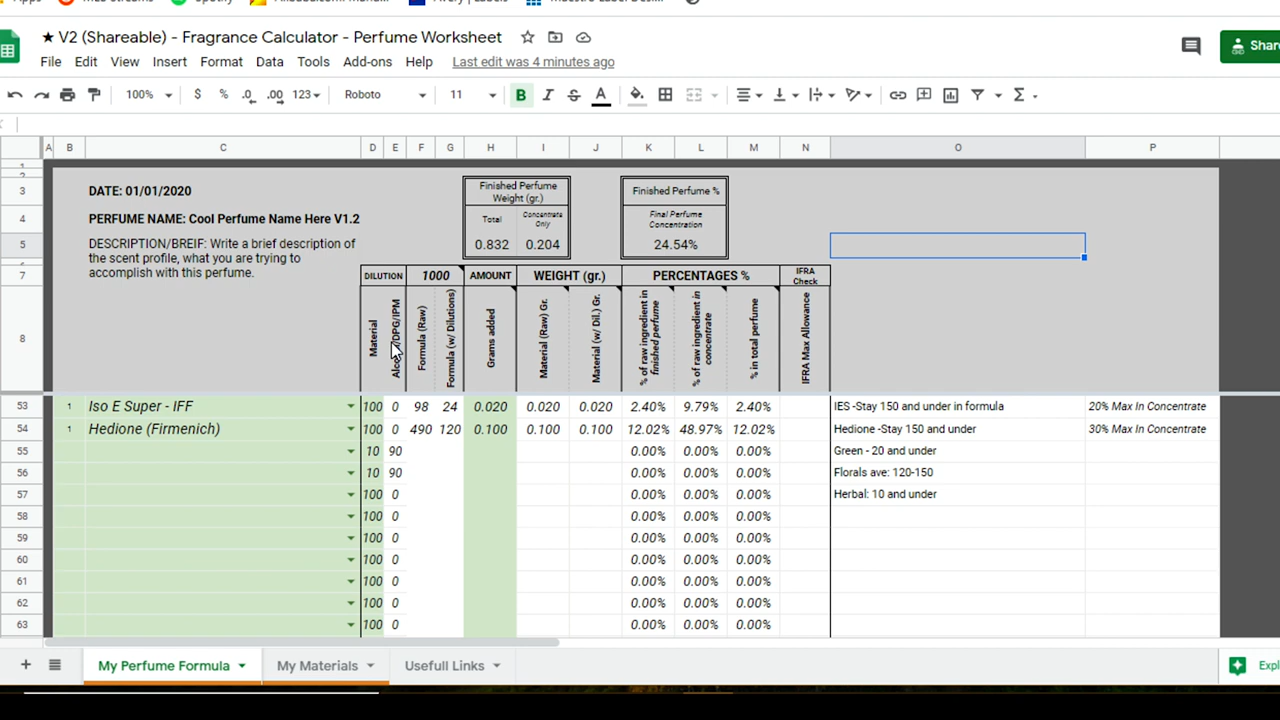 ★ V2 (Shareable) - Fragrance Calculator - Perfume Worksheet
File Edit View Insert Format Data Tools Add-ons Help Last edit was 4 minutes ago
100% $ % .0 .00 123 Roboto 11 B I S A
Share
A B C D E F G H I J K L M N O P
1
2
3 DATE: 01/01/2020 Finished Perfume Weight (gr.) Finished Perfume %
4 PERFUME NAME: Cool Perfume Name Here V1.2 Total Concentrate Only Final Perfume Concentration
5 DESCRIPTION/BREIF: Write a brief description of 0.832 0.204 24.54%
the scent profile, what you are trying to
accomplish with this perfume.
7 DILUTION 1000 AMOUNT WEIGHT (gr.) PERCENTAGES % IFRA Check
8 Material /DPG/IPM Formula (Raw) Formula (w/ Dilutions) Grams added Material (Raw) Gr. Material (w/ Dil.) Gr. % of raw ingredient in finished perfume % of raw ingredient in concentrate % in total perfume IFRA Max Allowance
53 1 Iso E Super - IFF 100 0 98 24 0.020 0.020 0.020 2.40% 9.79% 2.40% IES -Stay 150 and under in formula 20% Max In Concentrate
54 1 Hedione (Firmenich) 100 0 490 120 0.100 0.100 0.100 12.02% 48.97% 12.02% Hedione -Stay 150 and under 30% Max In Concentrate
55 10 90 0.00% 0.00% 0.00% Green - 20 and under
56 10 90 0.00% 0.00% 0.00% Florals ave: 120-150
57 100 0 0.00% 0.00% 0.00% Herbal: 10 and under
58 100 0 0.00% 0.00% 0.00%
59 100 0 0.00% 0.00% 0.00%
60 100 0 0.00% 0.00% 0.00%
61 100 0 0.00% 0.00% 0.00%
62 100 0 0.00% 0.00% 0.00%
63 100 0 0.00% 0.00% 0.00%
+ My Perfume Formula My Materials Usefull Links Expl